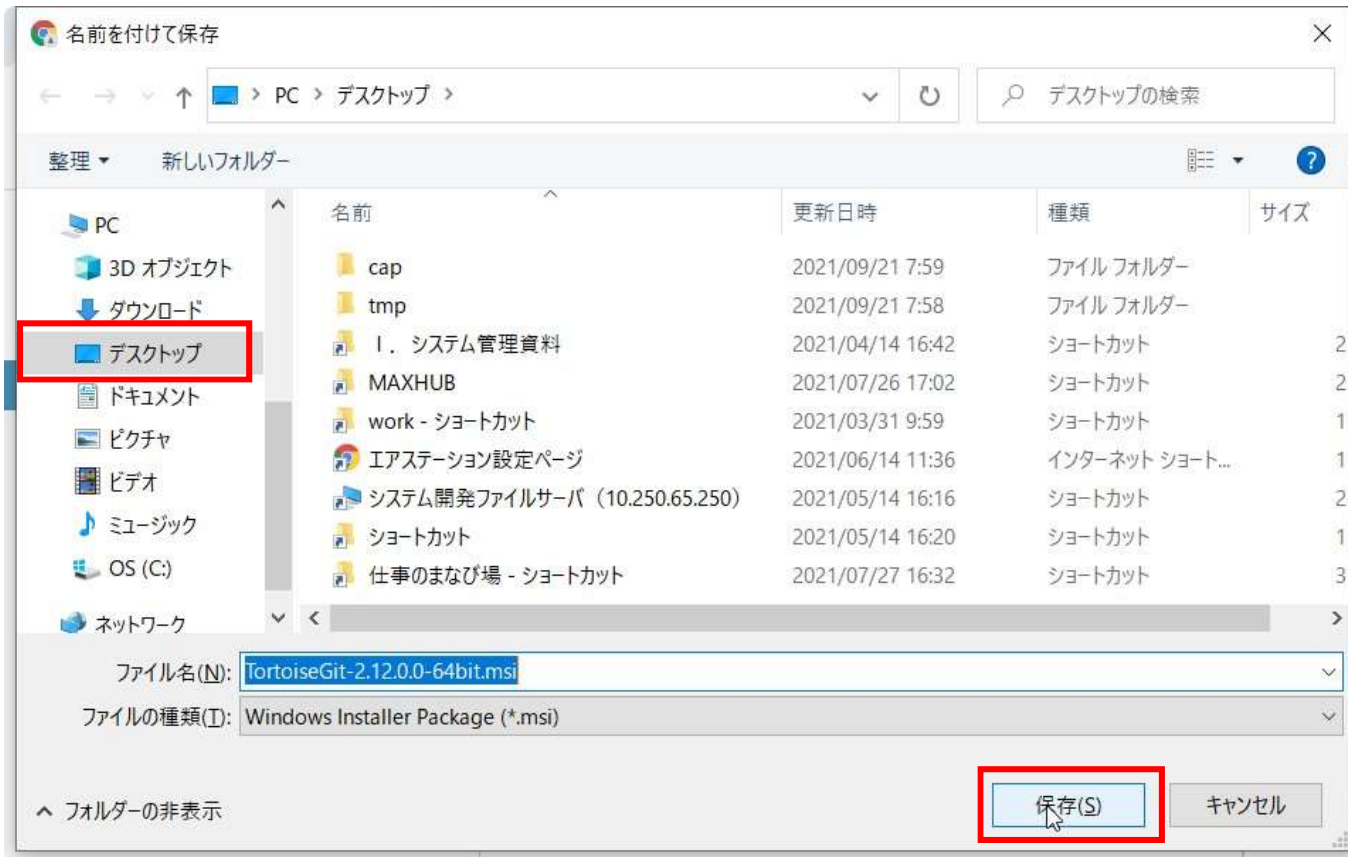 名前を付けて保存
PC デスクトップ
デスクトップの検索
整理 新しいフォルダー
名前 更新日時 種類 サイズ
PC
3D オブジェクト
ダウンロード
デスクトップ
ドキュメント
ピクチャ
ビデオ
ミュージック
OS (C:)
ネットワーク
cap 2021/09/21 7:59 ファイル フォルダー
tmp 2021/09/21 7:58 ファイル フォルダー
Ⅰ.システム管理資料 2021/04/14 16:42 ショートカット 2
MAXHUB 2021/07/26 17:02 ショートカット 2
work - ショートカット 2021/03/31 9:59 ショートカット 1
エアステーション設定ページ 2021/06/14 11:36 インターネット ショート... 1
システム開発ファイルサーバ(10.250.65.250) 2021/05/14 16:16 ショートカット 2
ショートカット 2021/05/14 16:20 ショートカット 1
仕事のまなび場 - ショートカット 2021/07/27 16:32 ショートカット 3
ファイル名(N): TortoiseGit-2.12.0.0-64bit.msi
ファイルの種類(T): Windows Installer Package (*.msi)
フォルダーの非表示
保存(S) キャンセル